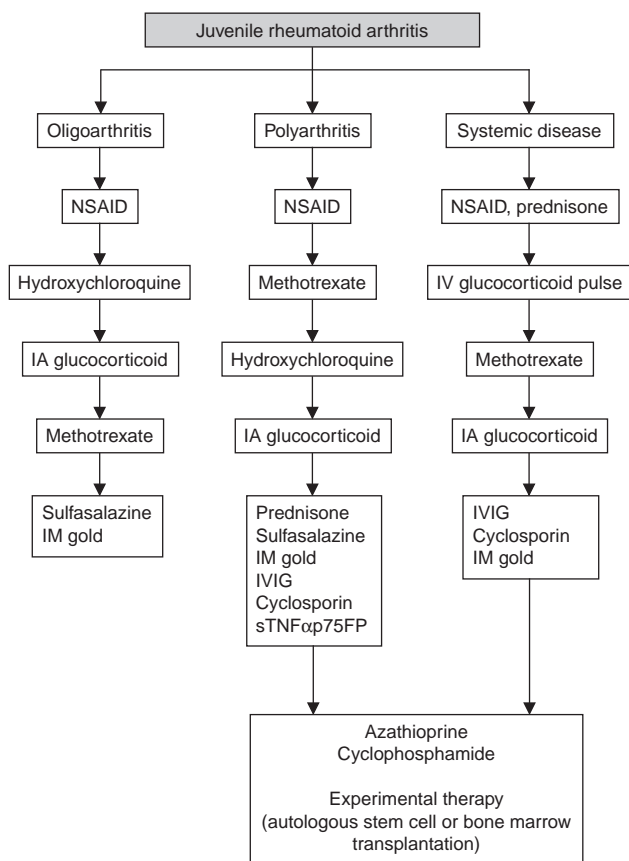 Juvenile rheumatoid arthritis
Oligoarthritis
Polyarthritis
Systemic disease
NSAID
NSAID
NSAID, prednisone
Hydroxychloroquine
Methotrexate
IV glucocorticoid pulse
IA glucocorticoid
Hydroxychloroquine
Methotrexate
Methotrexate
IA glucocorticoid
IA glucocorticoid
Sulfasalazine
IM gold
Prednisone
Sulfasalazine
IM gold
IVIG
Cyclosporin
sTNFαp75FP
IVIG
Cyclosporin
IM gold
Azathioprine
Cyclophosphamide
Experimental therapy
(autologous stem cell or bone marrow
transplantation)